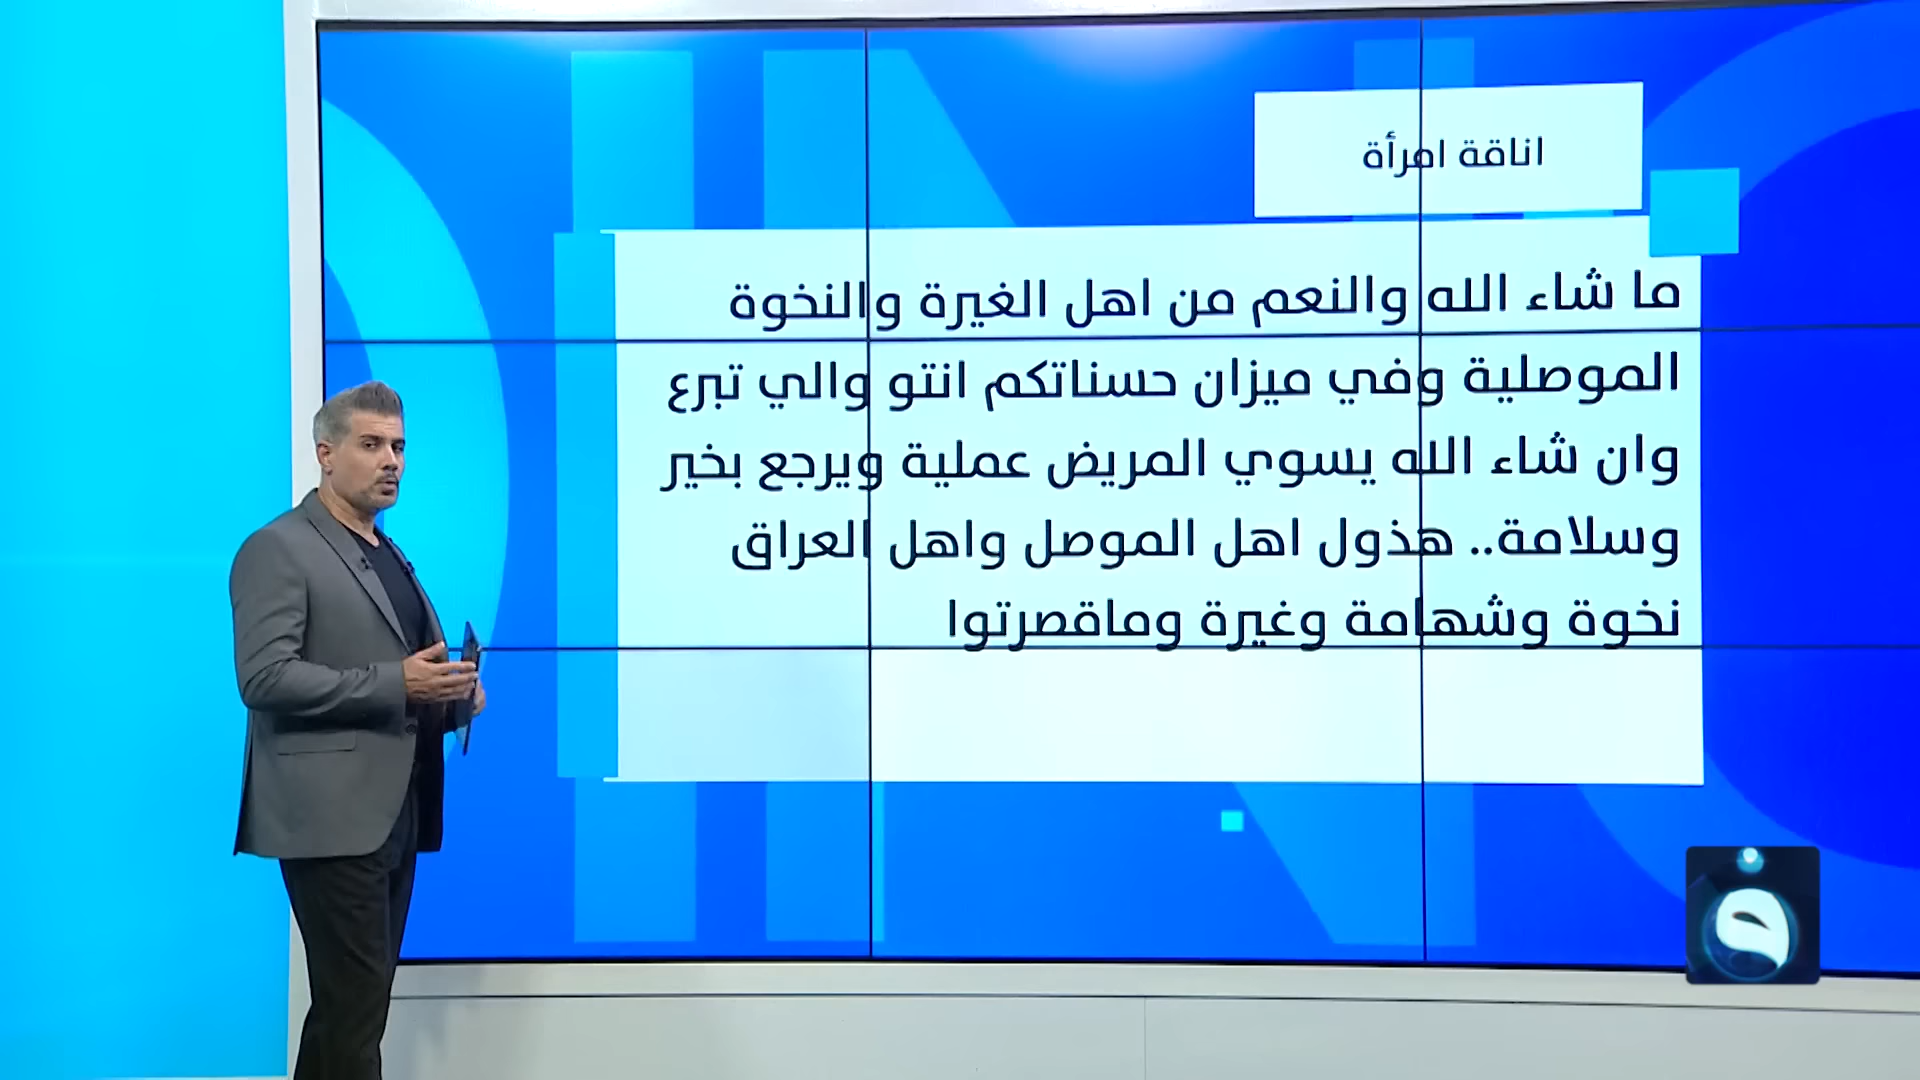 اناقة امرأة
ما شاء الله والنعم من اهل الغيرة والنخوة
الموصلية وفي ميزان حسناتكم انتو والي تبرع
وان شاء الله يسوي المريض عملية ويرجع بخير
وسلامة.. هذول اهل الموصل واهل العراق
نخوة وشهامة وغيرة وماقصرتوا